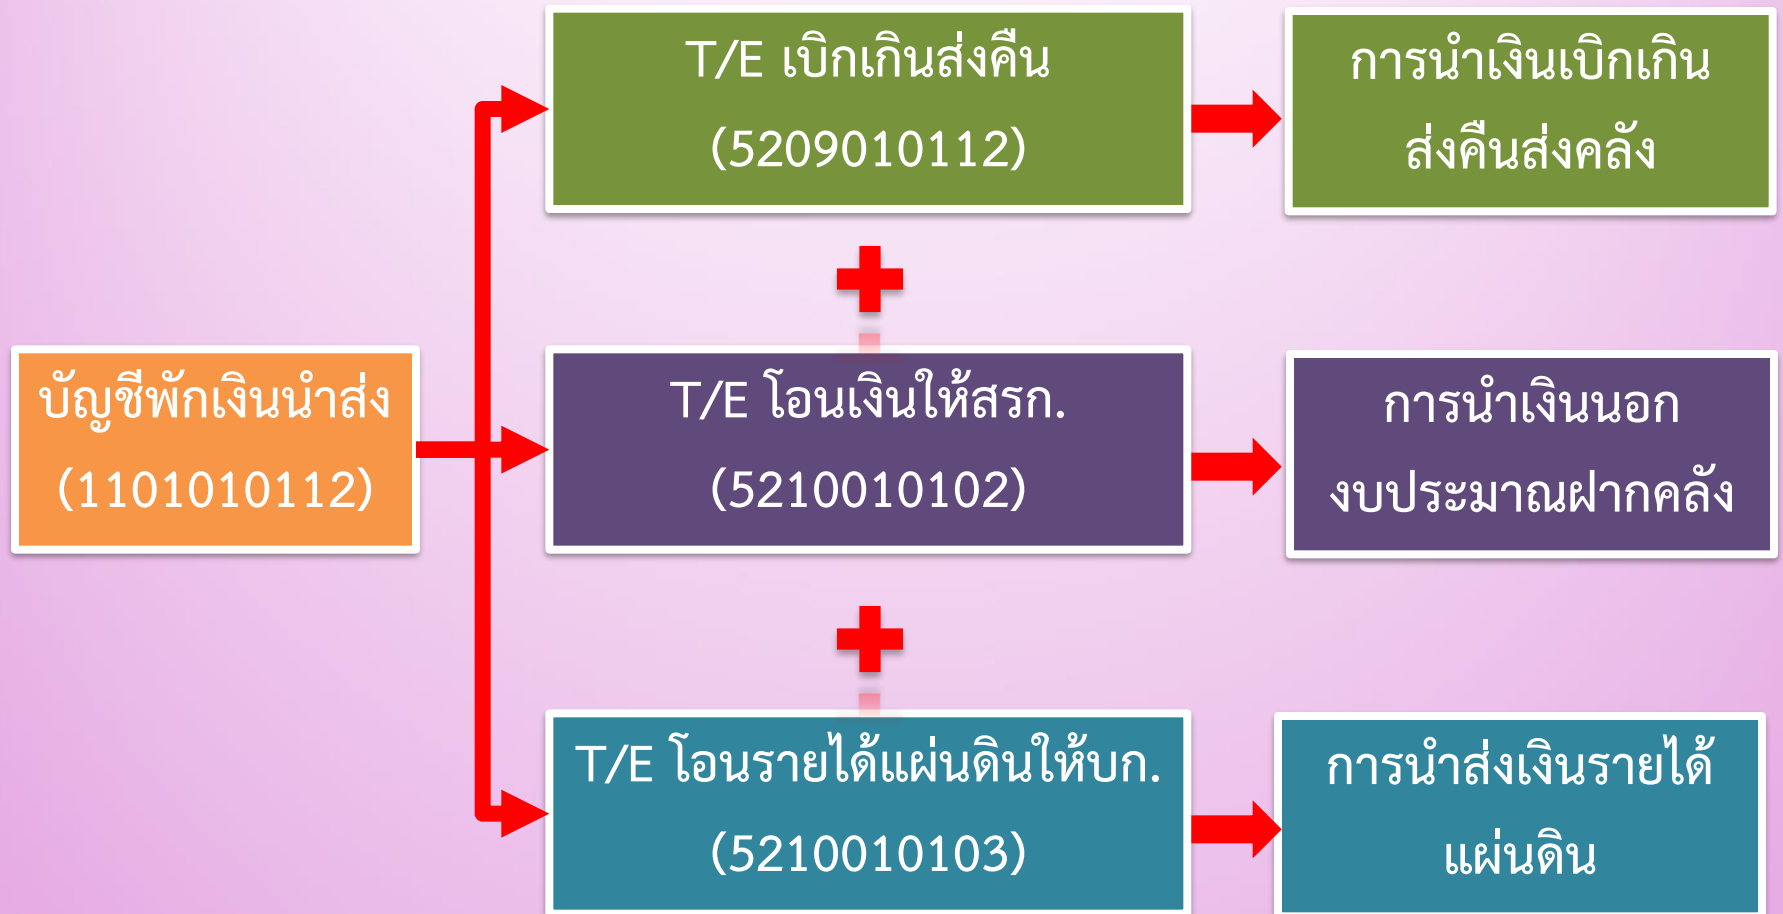 T/E เบิกเกินส่งคืน
(5209010112)
การนำเงินเบิกเกิน
ส่งคืนส่งคลัง
บัญชีพักเงินนำส่ง
(1101010112)
T/E โอนเงินให้สรก.
(5210010102)
การนำเงินนอก
งบประมาณฝากคลัง
T/E โอนรายได้แผ่นดินให้บก.
(5210010103)
การนำส่งเงินรายได้
แผ่นดิน